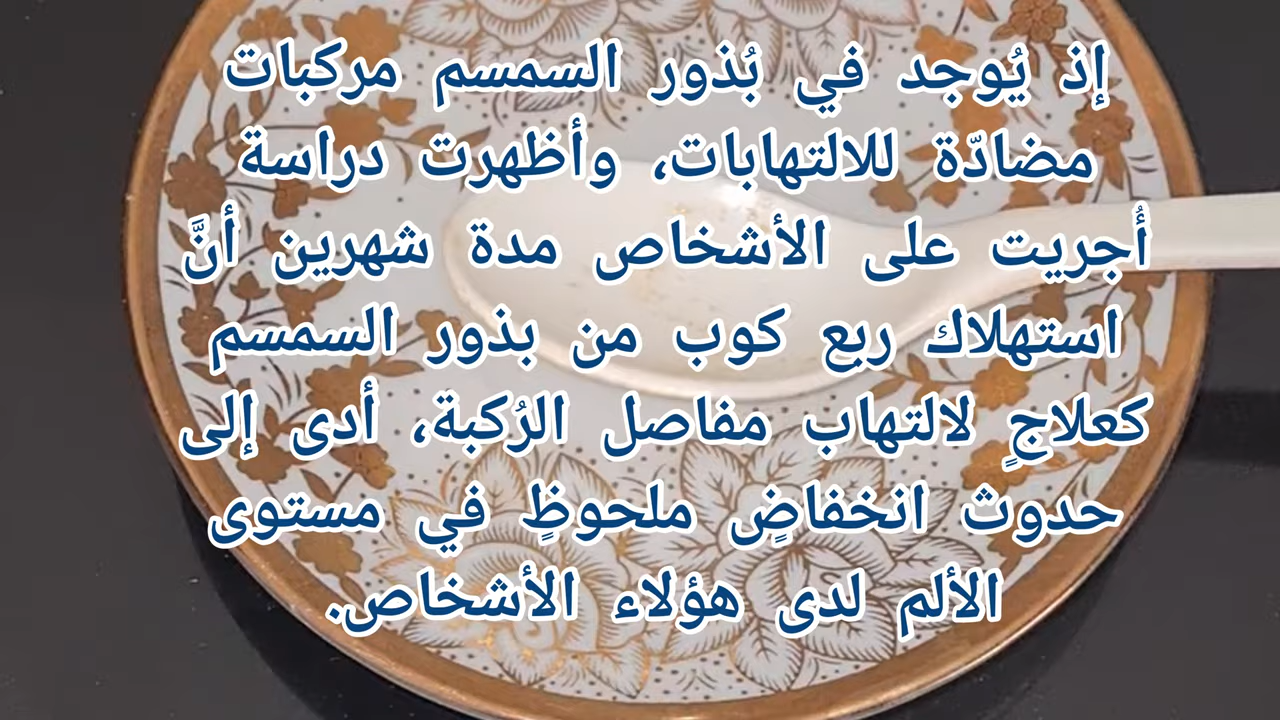 إذ يُوجد في بُذور السمسم مركبات
مضادّة للالتهابات، وأظهرت دراسة
أُجريت على الأشخاص مدة شهرين أنَّ
استهلاك ربع كوب من بذور السمسم
كعلاجٍ لالتهاب مفاصل الرُكبة، أدى إلى
حدوث انخفاضٍ ملحوظٍ في مستوى
الألم لدى هؤلاء الأشخاص.